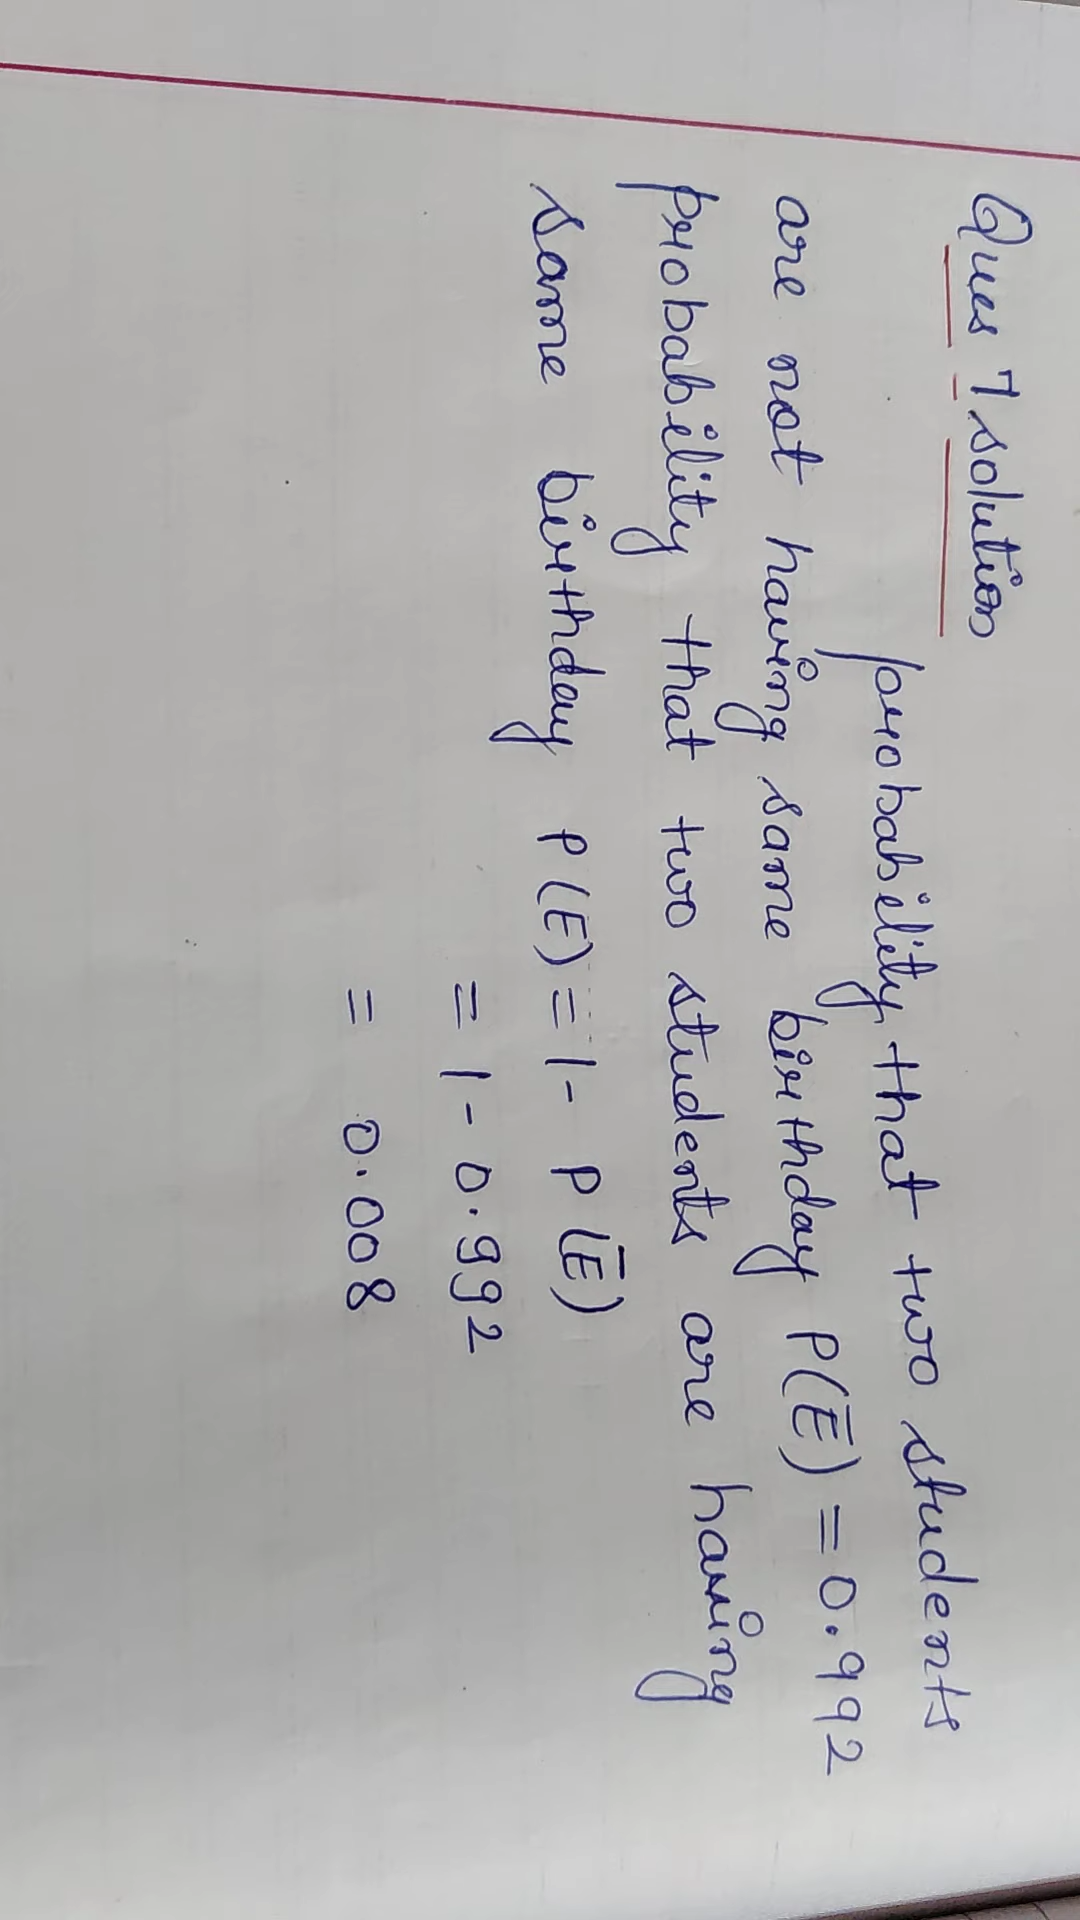 Ques 7 solution
probability that two students
are not having same birthday P(E̅) = 0.992
probability that two students are having
same birthday P(E) = 1 - P(E̅)
= 1 - 0.992
= 0.008